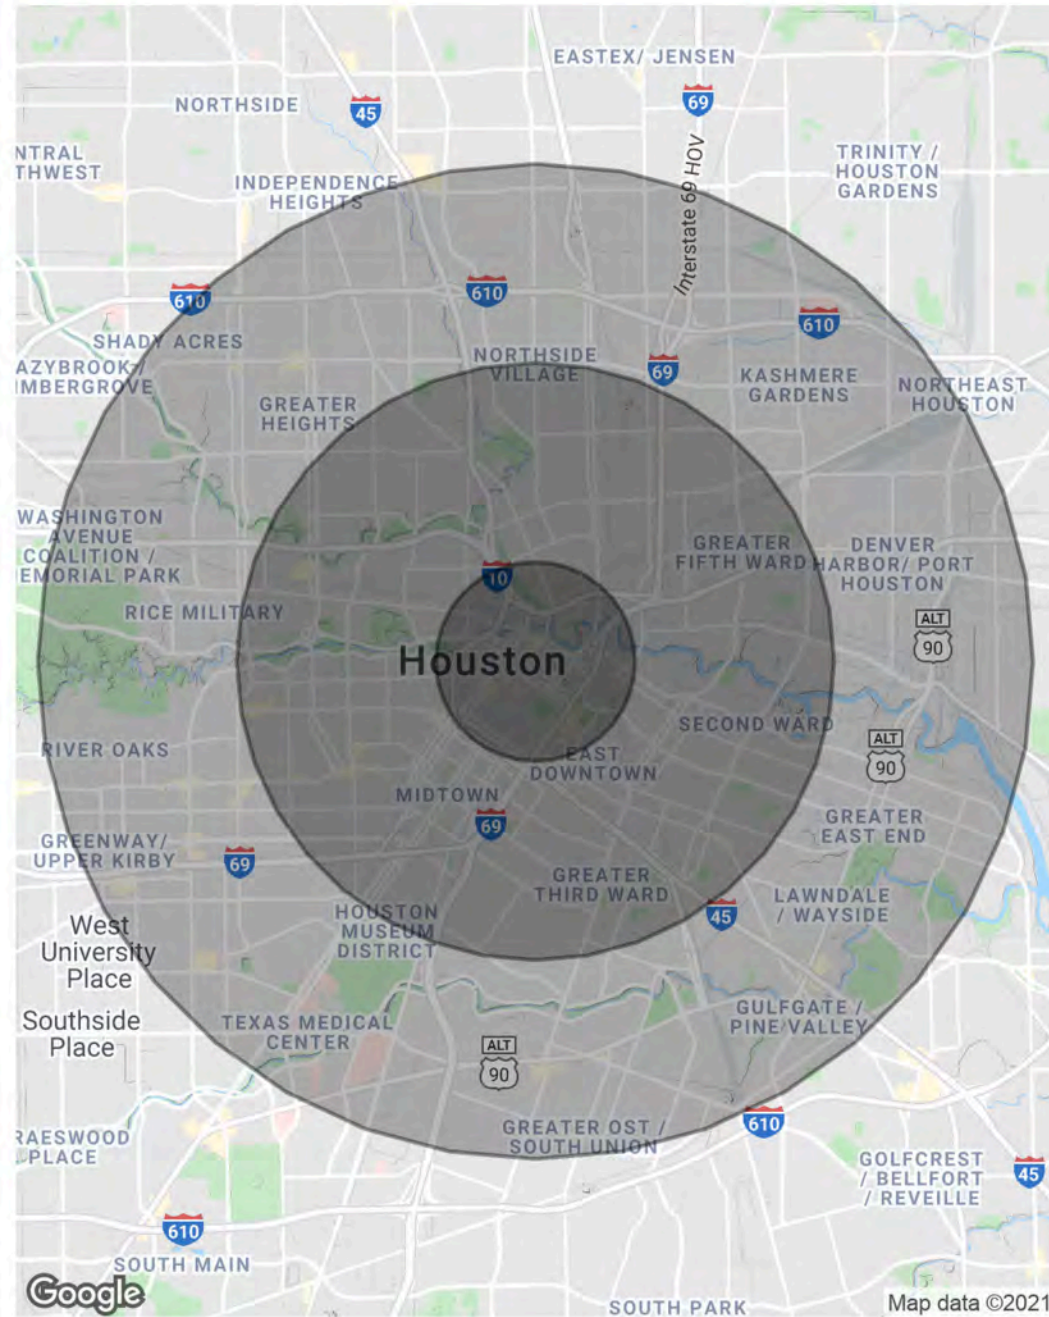 EASTEX/ JENSEN
NORTHSIDE
45
69
NTRAL
THWEST
TRINITY /
HOUSTON
GARDENS
Interstate 69 HOV
INDEPENDENCE
HEIGHTS
610
610
610
SHADY ACRES
NORTHSIDE
VILLAGE
69
AZYBROOK /
IMBERGROVE
KASHMERE
GARDENS
NORTHEAST
HOUSTON
GREATER
HEIGHTS
WASHINGTON
AVENUE
COALITION /
EMORIAL PARK
GREATER
FIFTH WARD
DENVER
HARBOR/ PORT
HOUSTON
10
RICE MILITARY
ALT
90
Houston
SECOND WARD
RIVER OAKS
ALT
90
EAST
DOWNTOWN
MIDTOWN
69
GREATER
EAST END
GREENWAY/
UPPER KIRBY
69
GREATER
THIRD WARD
LAWNDALE
/ WAYSIDE
45
HOUSTON
MUSEUM
DISTRICT
West
University
Place
Southside
Place
TEXAS MEDICAL
CENTER
GULFGATE /
PINE VALLEY
ALT
90
610
GREATER OST /
SOUTH UNION
RAESWOOD
PLACE
GOLFCREST
/ BELLFORT
/ REVEILLE
45
610
SOUTH MAIN
Google
SOUTH PARK
Map data ©2021